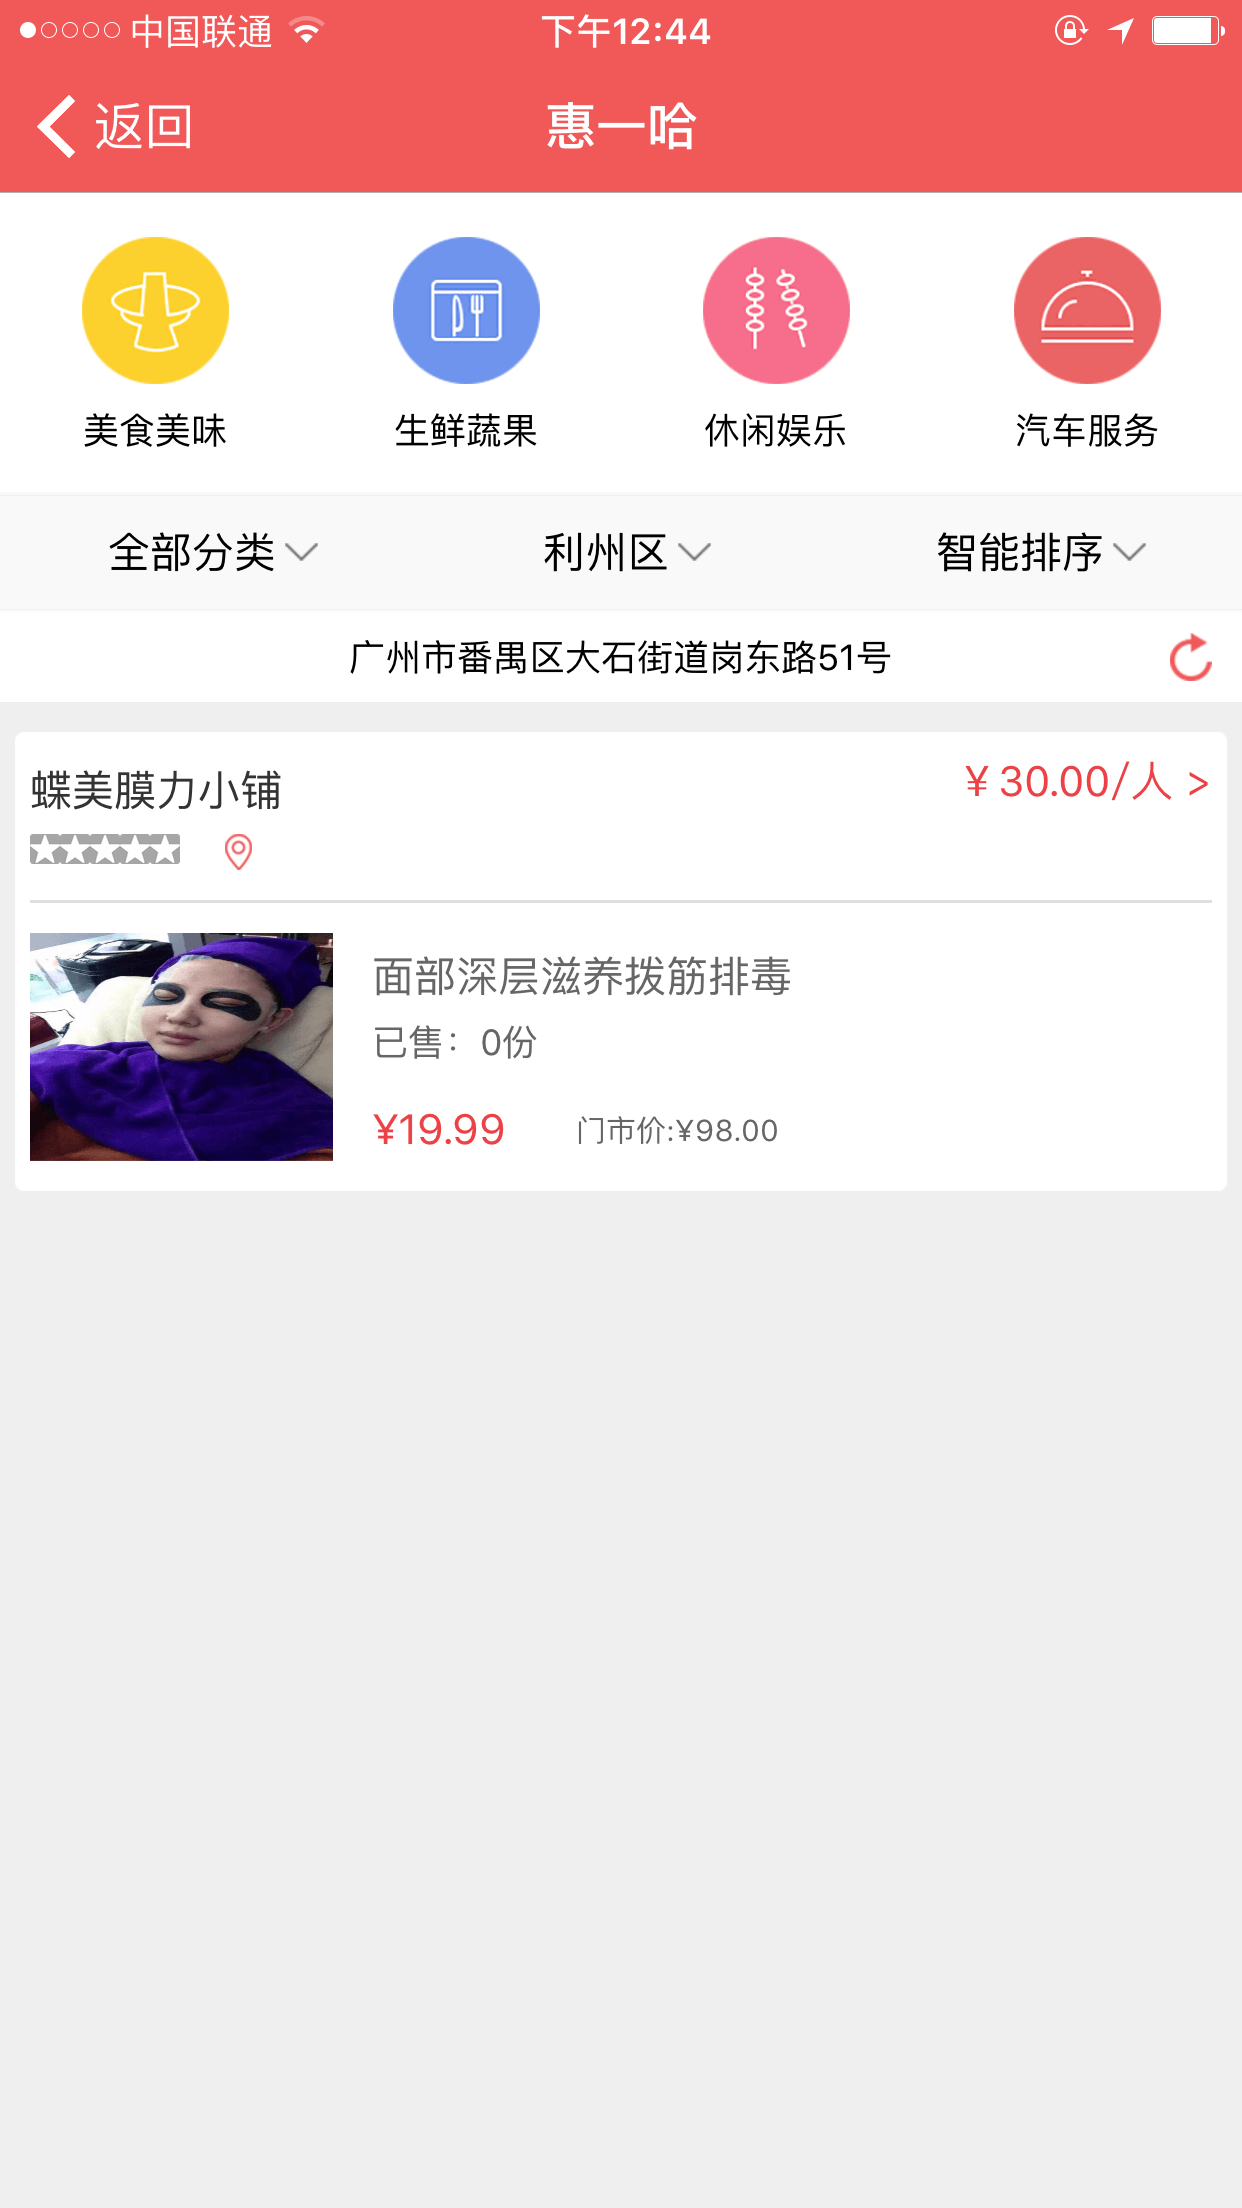 中国联通
下午12:44
返回
惠一哈
美食美味
生鲜蔬果
休闲娱乐
汽车服务
全部分类
利州区
智能排序
广州市番禺区大石街道岗东路51号
蝶美膜力小铺
¥ 30.00/人 >
面部深层滋养拨筋排毒
已售：0份
¥19.99
门市价:¥98.00